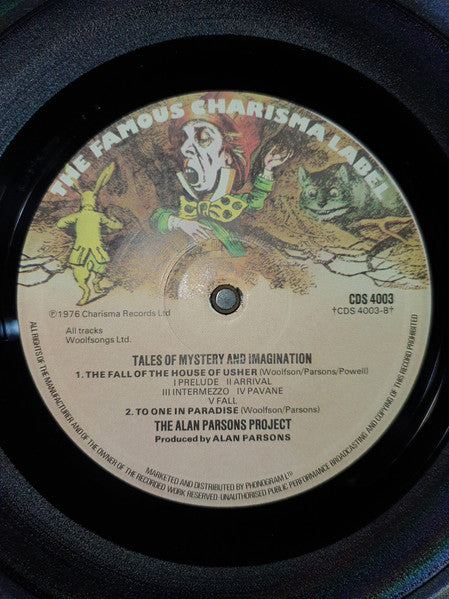 THE FAMOUS CHARISMA LABEL
CDS 4003
†CDS 4003-B†
℗1976 Charisma Records Ltd
All tracks
Woolfsongs Ltd.
TALES OF MYSTERY AND IMAGINATION
1. THE FALL OF THE HOUSE OF USHER (Woolfson/Parsons/Powell)
I PRELUDE II ARRIVAL
III INTERMEZZO IV PAVANE
V FALL
2. TO ONE IN PARADISE (Woolfson/Parsons)
THE ALAN PARSONS PROJECT
Produced by ALAN PARSONS
ALL RIGHTS OF THE MANUFACTURER AND OF THE OWNER OF THE RECORDED WORK RESERVED·UNAUTHORISED PUBLIC PERFORMANCE BROADCASTING AND COPYING OF THIS RECORD PROHIBITED
MARKETED AND DISTRIBUTED BY PHONOGRAM LTD